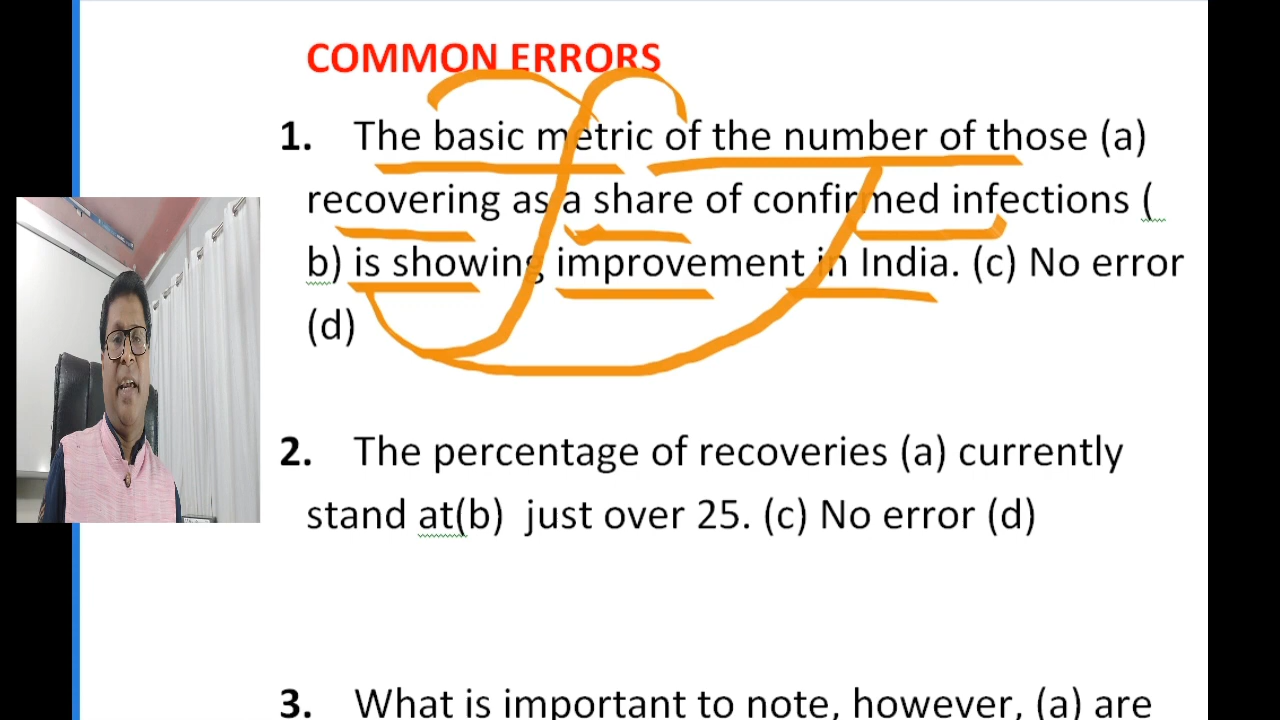 COMMON ERRORS
1. The basic metric of the number of those (a)
recovering as a share of confirmed infections (
b) is showing improvement in India. (c) No error
(d)
2. The percentage of recoveries (a) currently
stand at(b) just over 25. (c) No error (d)
3. What is important to note, however, (a) are